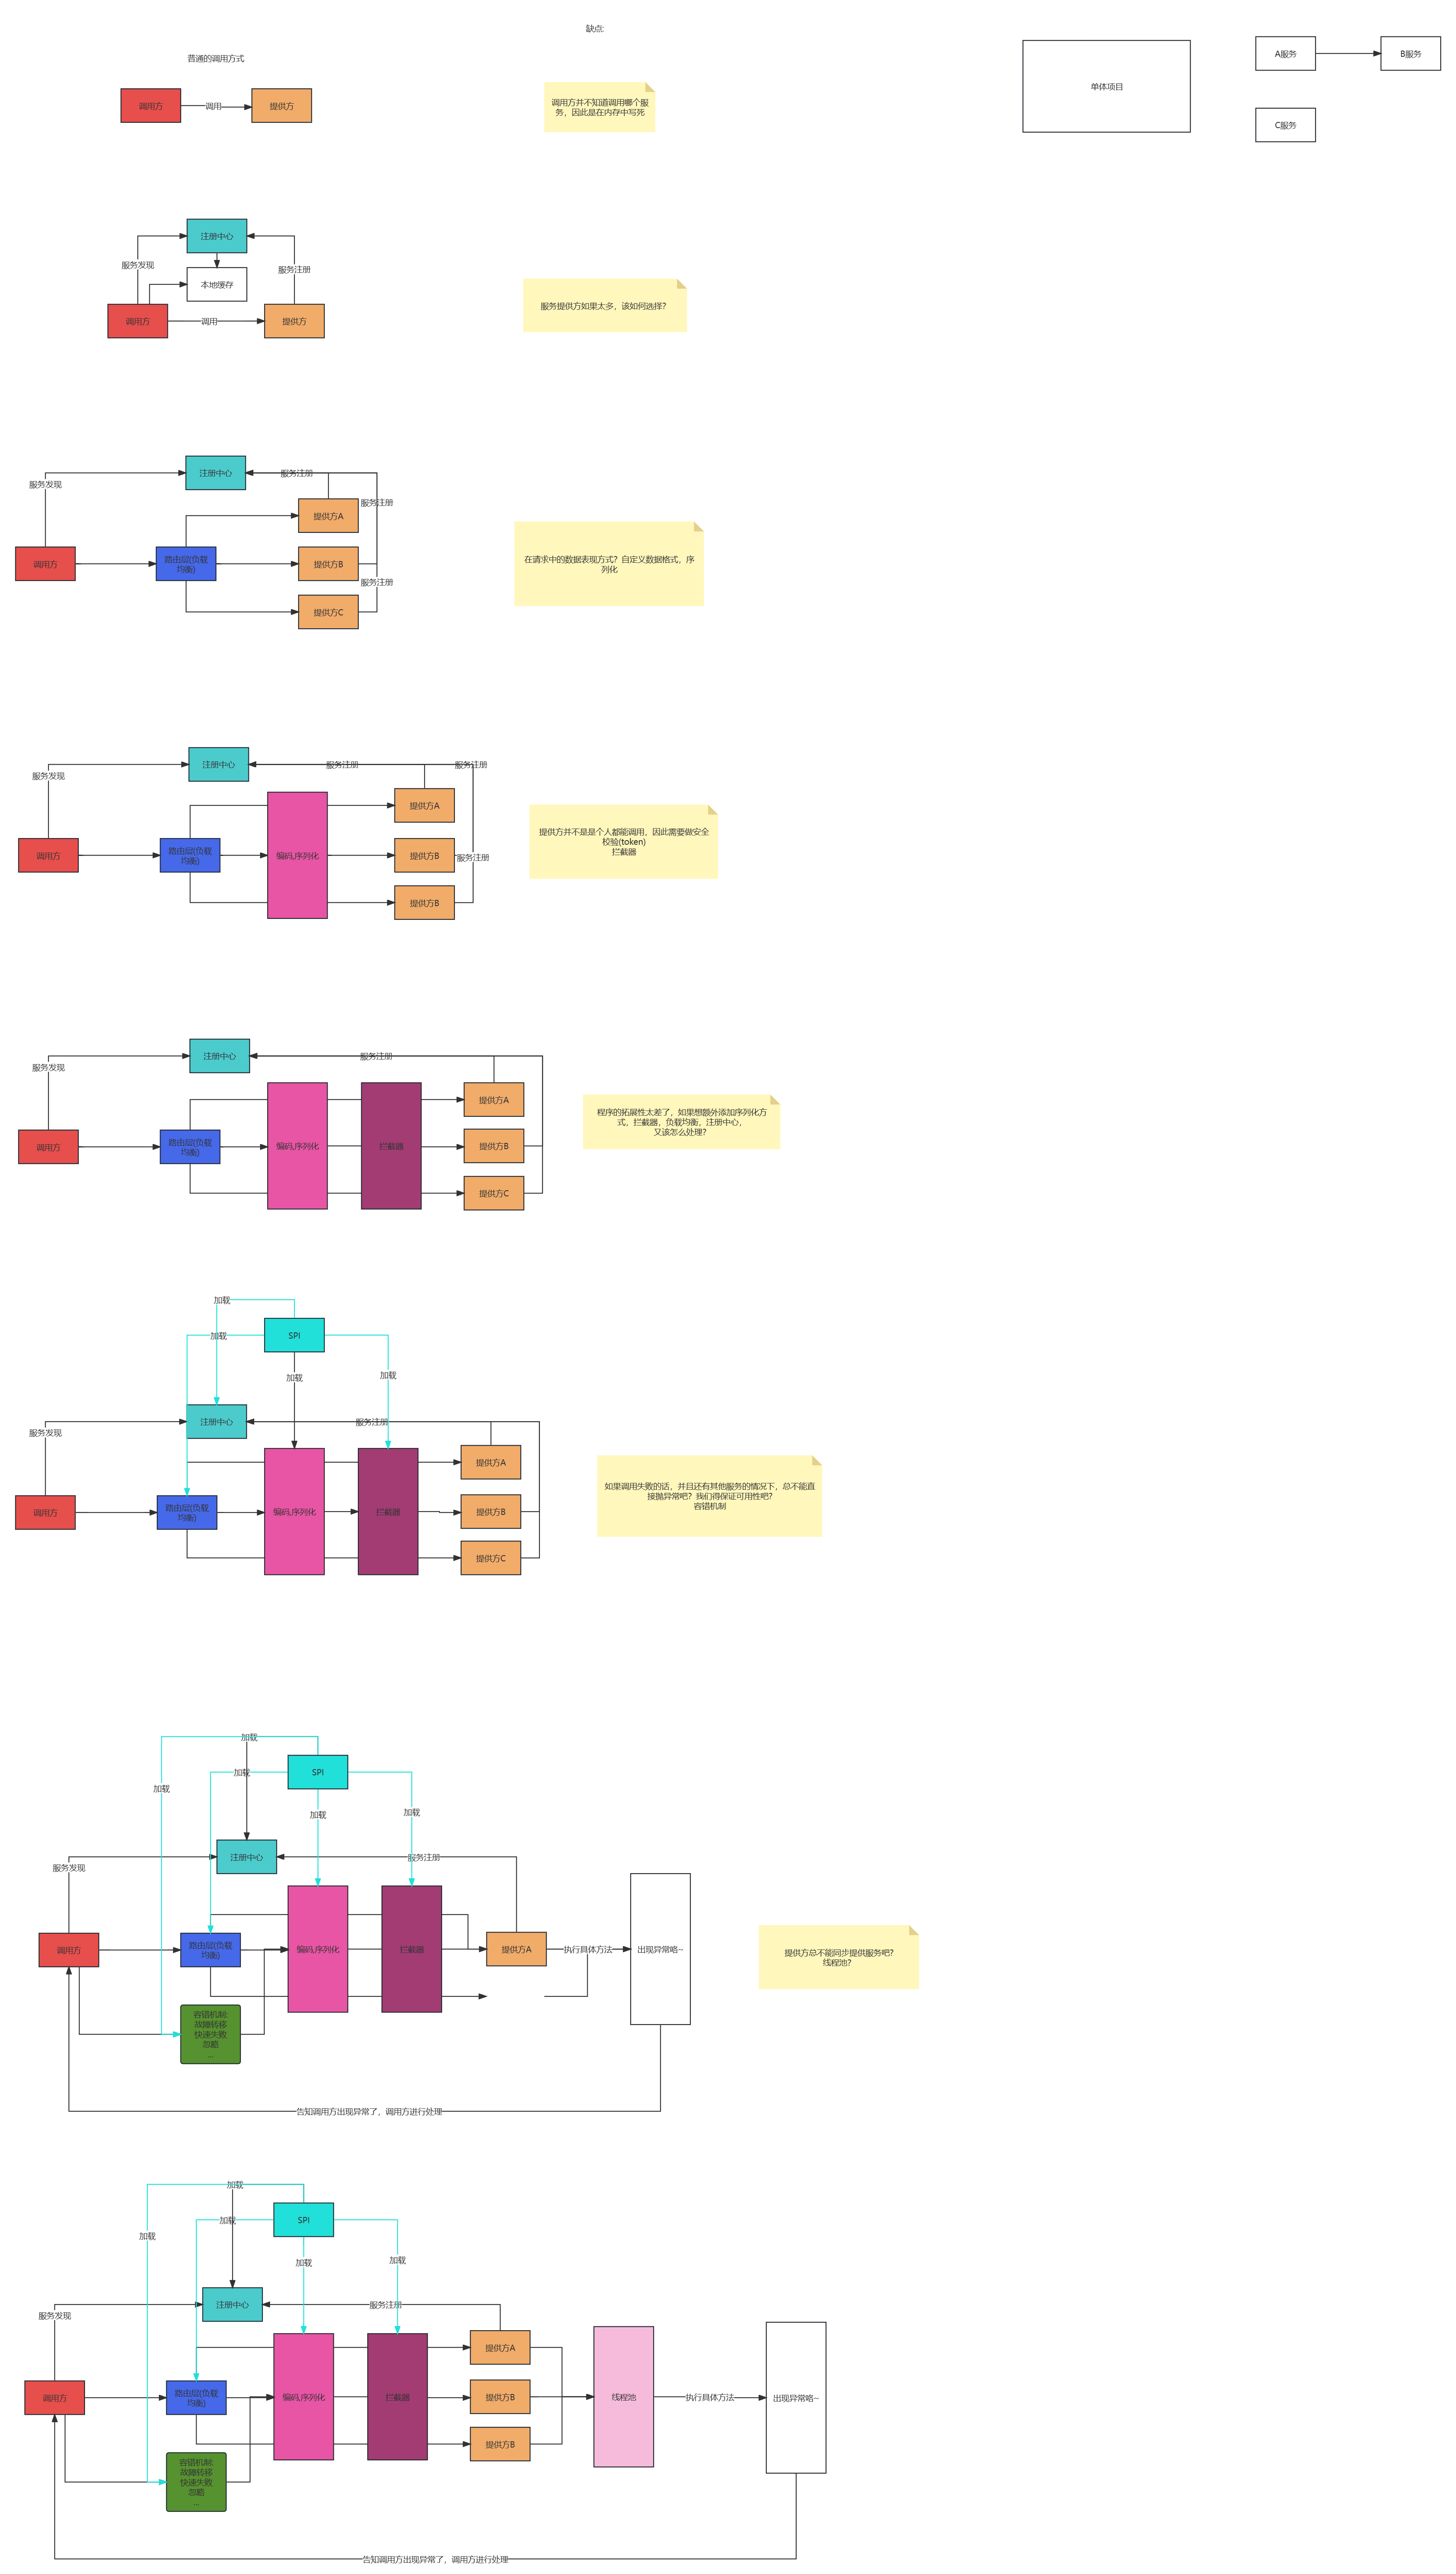 缺点:
普通的调用方式
调用方
调用
提供方
调用方并不知道调用哪个服
务，因此是在内存中写死
单体项目
A服务
B服务
C服务
注册中心
服务发现
本地缓存
服务注册
调用方
调用
提供方
服务提供方如果太多，该如何选择?
注册中心
服务注册
服务发现
服务注册
提供方A
调用方
路由层(负载
均衡)
提供方B
服务注册
提供方C
在请求中的数据表现方式？自定义数据格式，序
列化
注册中心
服务注册
服务注册
服务发现
提供方A
调用方
路由层(负载
均衡)
编码,序列化
提供方B
服务注册
提供方B
提供方并不是是个人都能调用，因此需要做安全
校验(token)
拦截器
注册中心
服务注册
服务发现
提供方A
调用方
路由层(负载
均衡)
编码,序列化
拦截器
提供方B
提供方C
程序的拓展性太差了，如果想额外添加序列化方
式，拦截器，负载均衡，注册中心，
又该怎么处理?
加载
加载
SPI
加载
加载
注册中心
服务注册
服务发现
提供方A
调用方
路由层(负载
均衡)
编码,序列化
拦截器
提供方B
提供方C
如果调用失败的话，并且还有其他服务的情况下，总不能直
接抛异常吧？我们得保证可用性吧?
容错机制
加载
加载
SPI
加载
加载
加载
注册中心
服务注册
服务发现
调用方
路由层(负载
均衡)
编码,序列化
拦截器
提供方A
执行具体方法
出现异常咯~
容错机制:
故障转移
快速失败
忽略
...
告知调用方出现异常了，调用方进行处理
提供方总不能同步提供服务吧?
线程池?
加载
加载
SPI
加载
加载
加载
注册中心
服务注册
服务发现
提供方A
调用方
路由层(负载
均衡)
编码,序列化
拦截器
提供方B
提供方B
线程池
执行具体方法
出现异常咯~
容错机制:
故障转移
快速失败
忽略
...
告知调用方出现异常了，调用方进行处理